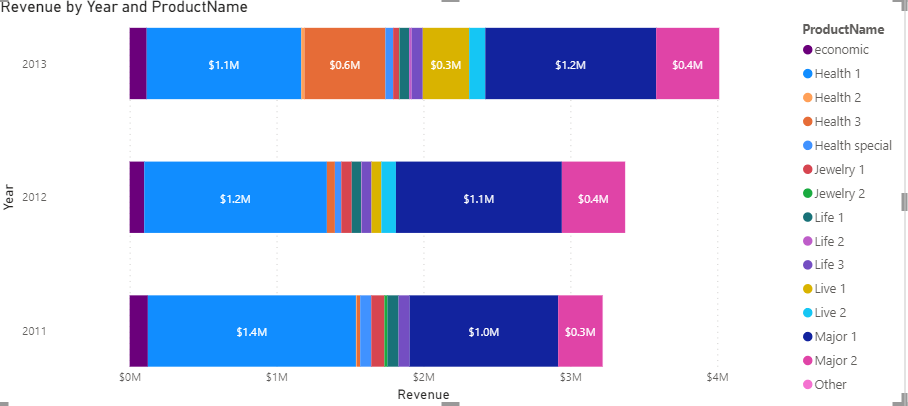 Revenue by Year and ProductName
2013
$1.1M
$0.6M
$0.3M
$1.2M
$0.4M
2012
$1.2M
$1.1M
$0.4M
2011
$1.4M
$1.0M
$0.3M
Year
$0M
$1M
$2M
$3M
$4M
Revenue
ProductName
economic
Health 1
Health 2
Health 3
Health special
Jewelry 1
Jewelry 2
Life 1
Life 2
Life 3
Live 1
Live 2
Major 1
Major 2
Other